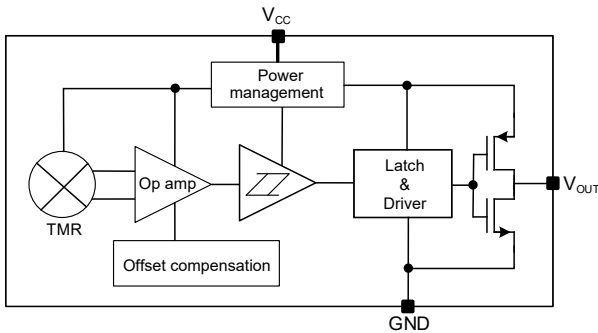 VCC
Power
management
Op amp
Latch
&
Driver
VOUT
TMR
Offset compensation
GND